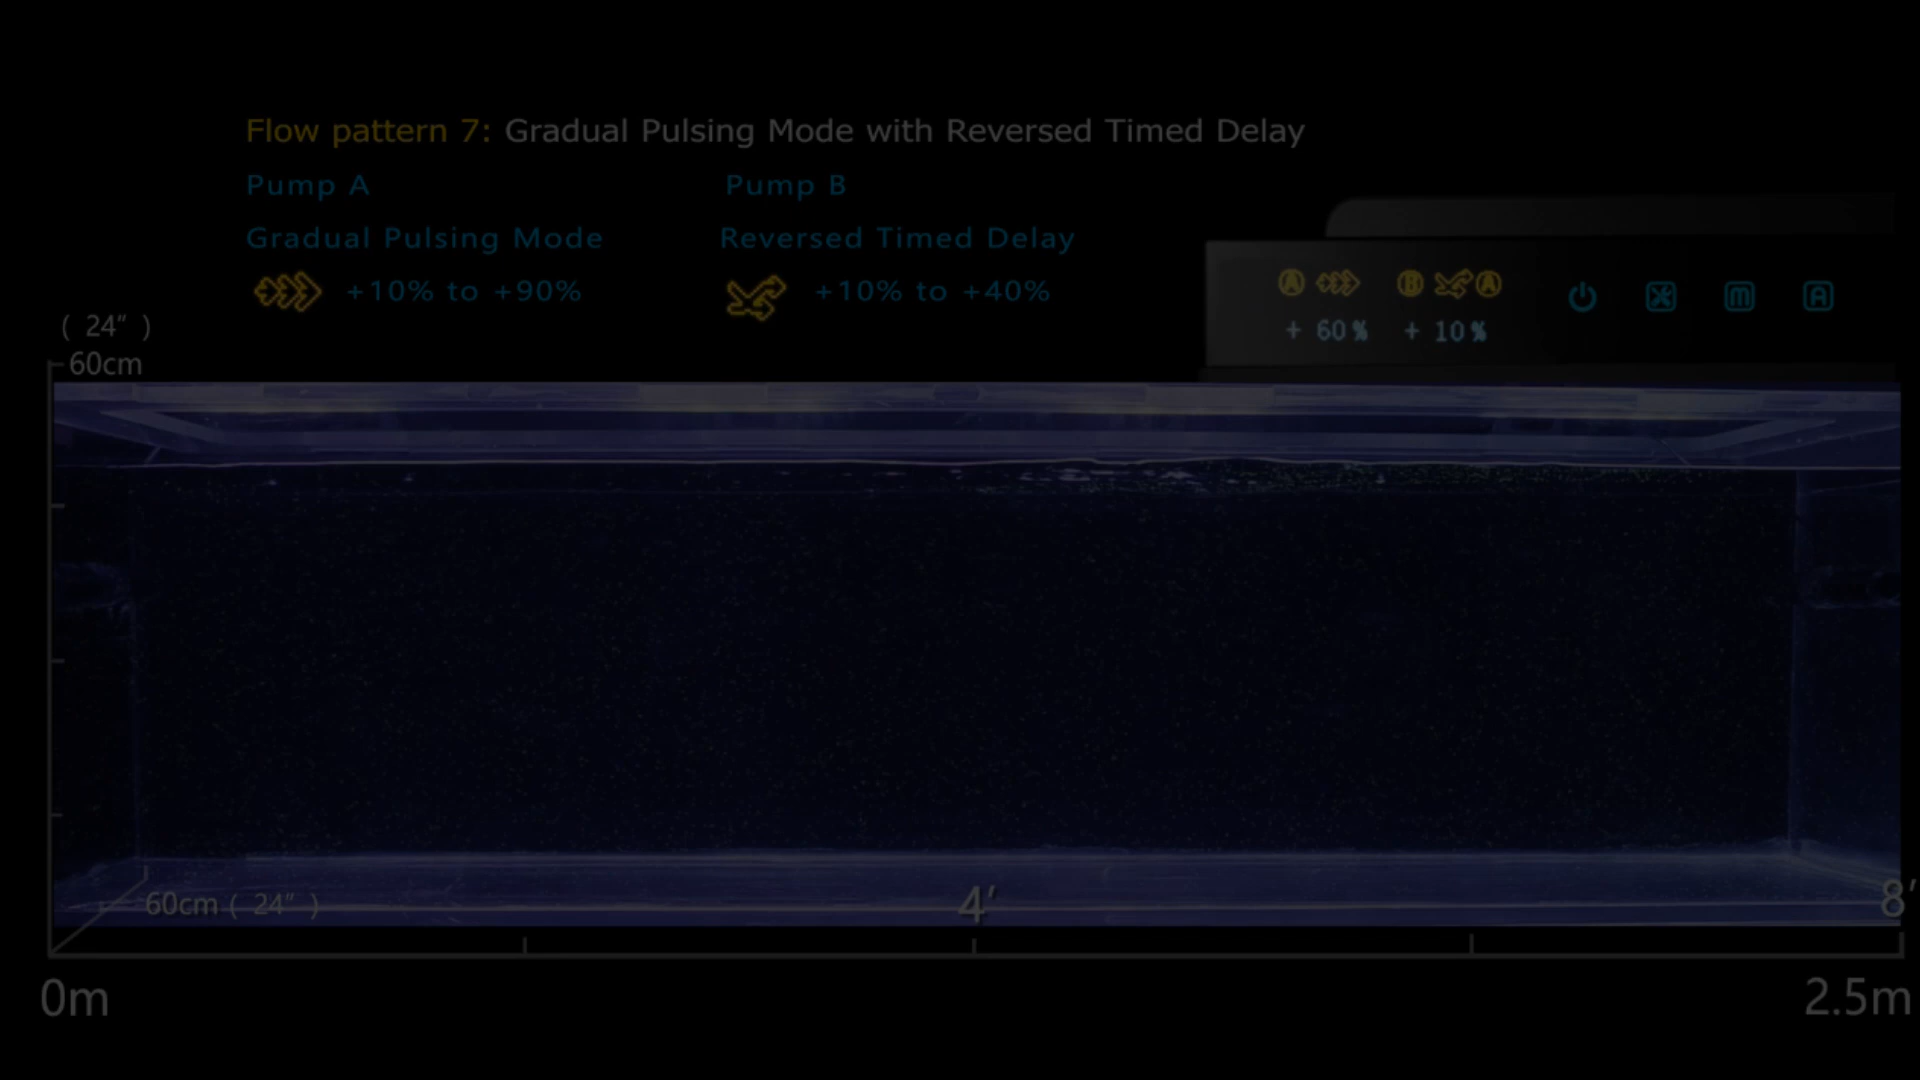 Flow pattern 7: Gradual Pulsing Mode with Reversed Timed Delay
Pump A
Pump B
Gradual Pulsing Mode
Reversed Timed Delay
+10% to +90%
+10% to +40%
A B A
+ 60% + 10%
M A
( 24" )
60cm
60cm ( 24" )
4'
8'
0m
2.5m